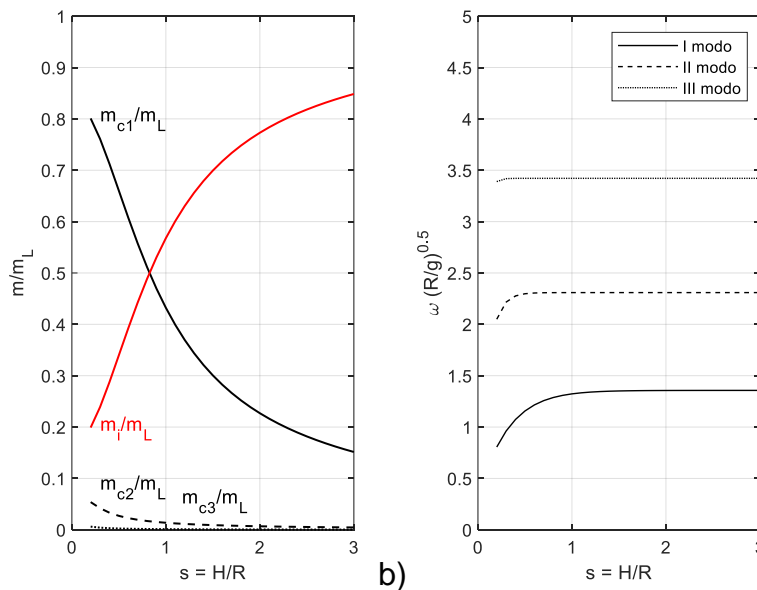 1
0.9
0.8
0.7
0.6
0.5
0.4
0.3
0.2
0.1
0
m/m_L
m_c1/m_L
m_i/m_L
m_c2/m_L
m_c3/m_L
0 1 2 3
s = H/R
b)
5
4.5
4
3.5
3
2.5
2
1.5
1
0.5
0
ω (R/g)^0.5
I modo
II modo
III modo
0 1 2 3
s = H/R